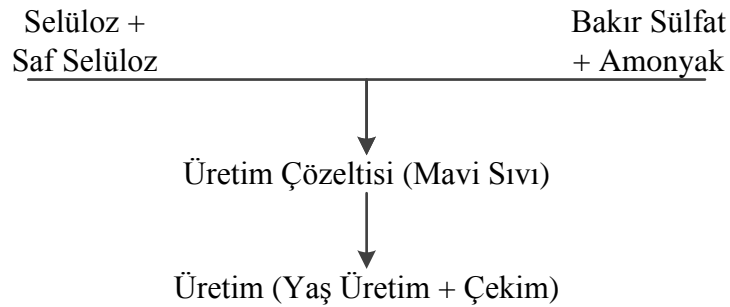 Selüloz +
Saf Selüloz
Bakır Sülfat
+ Amonyak
Üretim Çözeltisi (Mavi Sıvı)
Üretim (Yaş Üretim + Çekim)